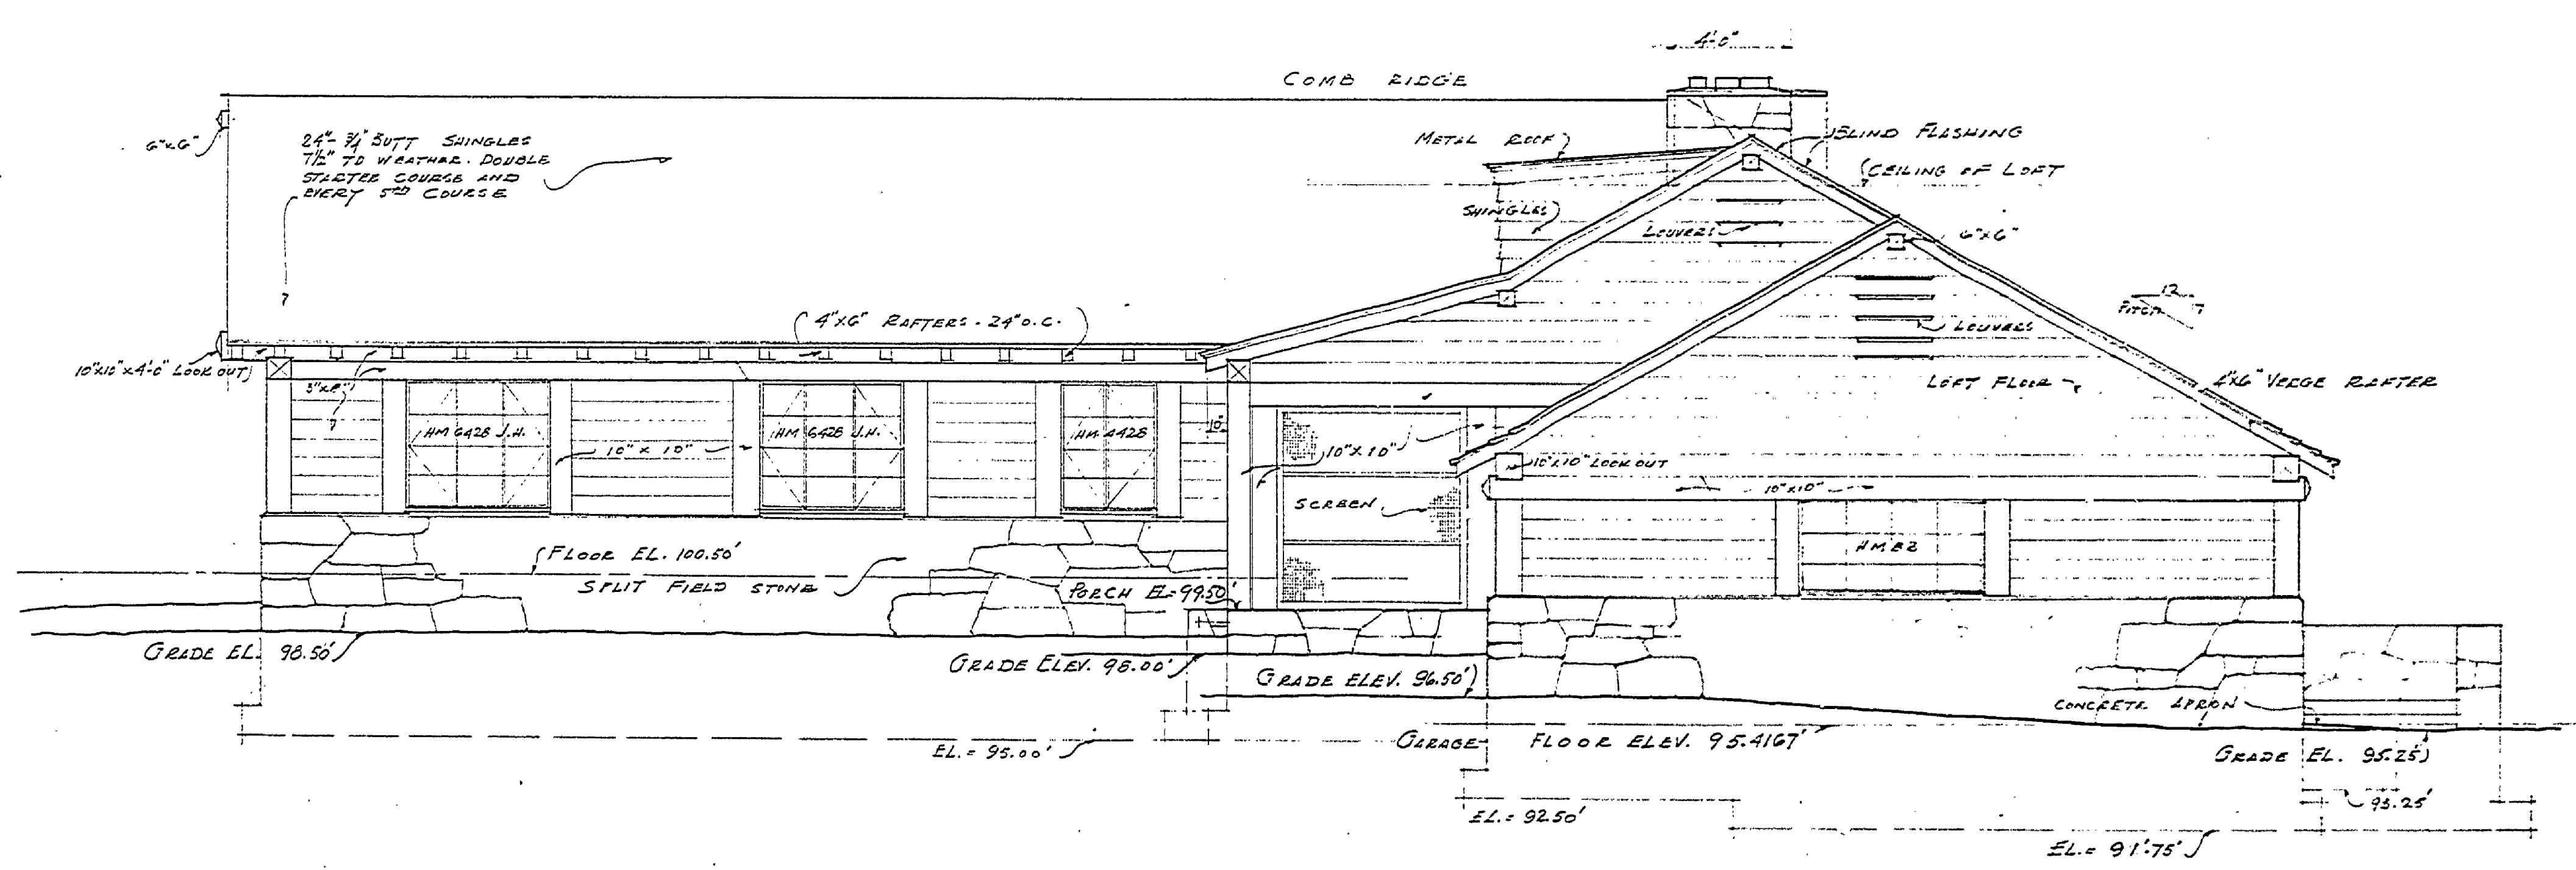 4'-0"
COMB RIDGE
6"x6"
24"- 3/4" BUTT SHINGLES
7 1/2" TO WEATHER. DOUBLE
STARTER COURSE AND
EVERY 5TH COURSE
METAL ROOF
BLIND FLASHING
CEILING OF LOFT
SHINGLES
LOUVERS
6"x6"
12
PITCH 7
4"x6" RAFTERS - 24" O.C.
LOUVERS
10"x10"x4'-0" LOOK OUT
3"x8"
LOFT FLOOR
4"x6" VERGE RAFTER
HM 6428 J.H.
HM 6428 J.H.
HM 4428
10"
10" x 10"
10"x10"
10"x10" LOOK OUT
10"x10"
SCREEN
HM 82
FLOOR EL. 100.50'
SPLIT FIELD STONE
PORCH EL=99.50'
GRADE EL. 98.50'
GRADE ELEV. 98.00'
GRADE ELEV. 96.50'
CONCRETE APRON
EL.= 95.00'
GARAGE FLOOR ELEV. 95.4167'
GRADE EL. 95.25'
93.25'
EL.= 92.50'
EL.= 91.75'